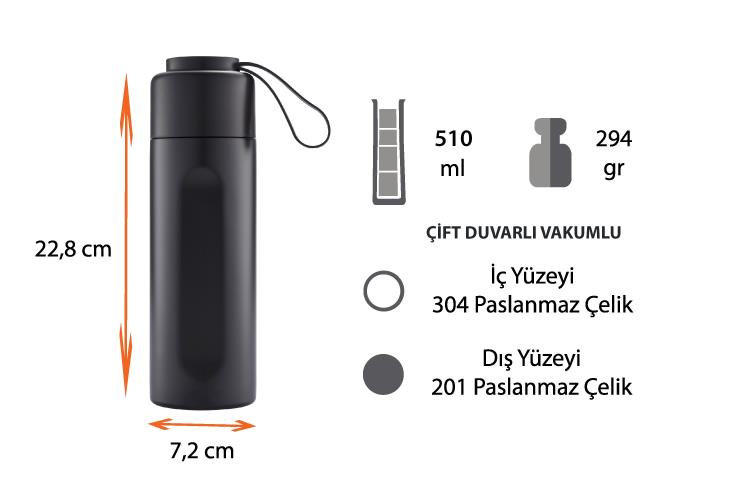 22,8 cm
7,2 cm
510
ml
294
gr
ÇİFT DUVARLI VAKUMLU
İç Yüzeyi
304 Paslanmaz Çelik
Dış Yüzeyi
201 Paslanmaz Çelik